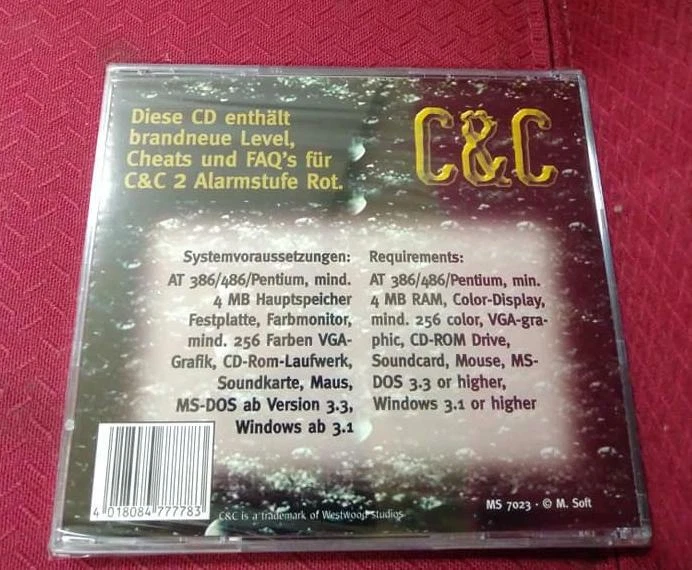 Diese CD enthält
brandneue Level,
Cheats und FAQ's für
C&C 2 Alarmstufe Rot.
C&C
Systemvoraussetzungen:
AT 386/486/Pentium, mind.
4 MB Hauptspeicher
Festplatte, Farbmonitor,
mind. 256 Farben VGA-
Grafik, CD-Rom-Laufwerk,
Soundkarte, Maus,
MS-DOS ab Version 3.3,
Windows ab 3.1
Requirements:
AT 386/486/Pentium, min.
4 MB RAM, Color-Display,
mind. 256 color, VGA-gra-
phic, CD-ROM Drive,
Soundcard, Mouse, MS-
DOS 3.3 or higher,
Windows 3.1 or higher
4 018084 777783
C&C is a trademark of Westwood Studios
MS 7023 · © M. Soft